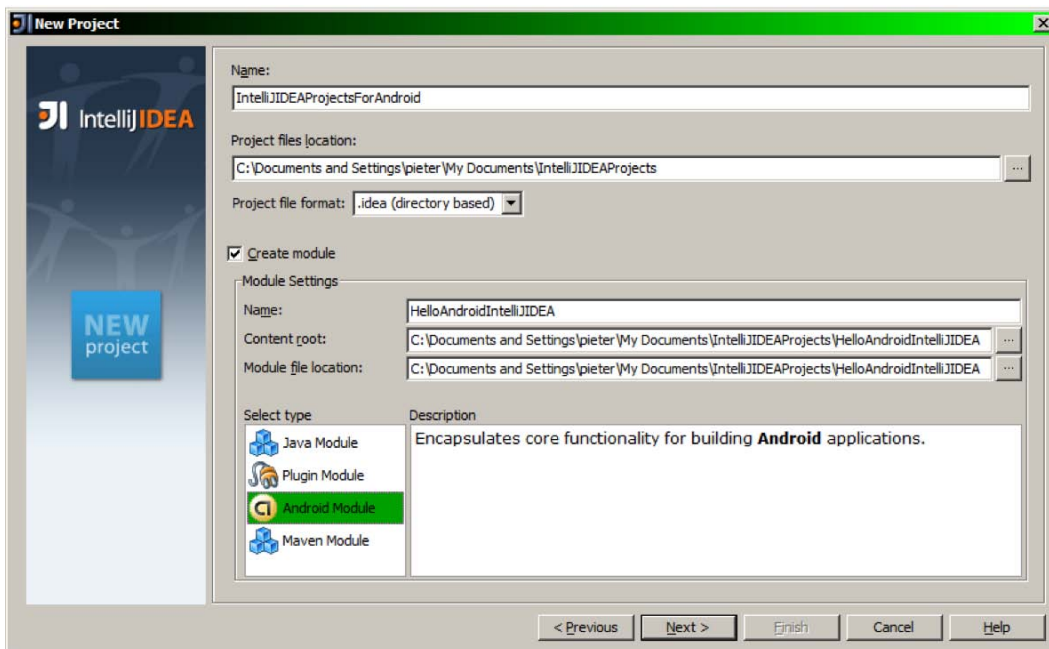 New Project
IntelliJIDEA
NEW
project
Name:
IntelliJIDEAProjectsForAndroid
Project files location:
C:\Documents and Settings\pieter\My Documents\IntelliJIDEAProjects
...
Project file format: .idea (directory based)
Create module
Module Settings
Name: HelloAndroidIntelliJIDEA
Content root: C:\Documents and Settings\pieter\My Documents\IntelliJIDEAProjects\HelloAndroidIntelliJIDEA ...
Module file location: C:\Documents and Settings\pieter\My Documents\IntelliJIDEAProjects\HelloAndroidIntelliJIDEA ...
Select type
Java Module
Plugin Module
Android Module
Maven Module
Description
Encapsulates core functionality for building Android applications.
< Previous Next > Finish Cancel Help